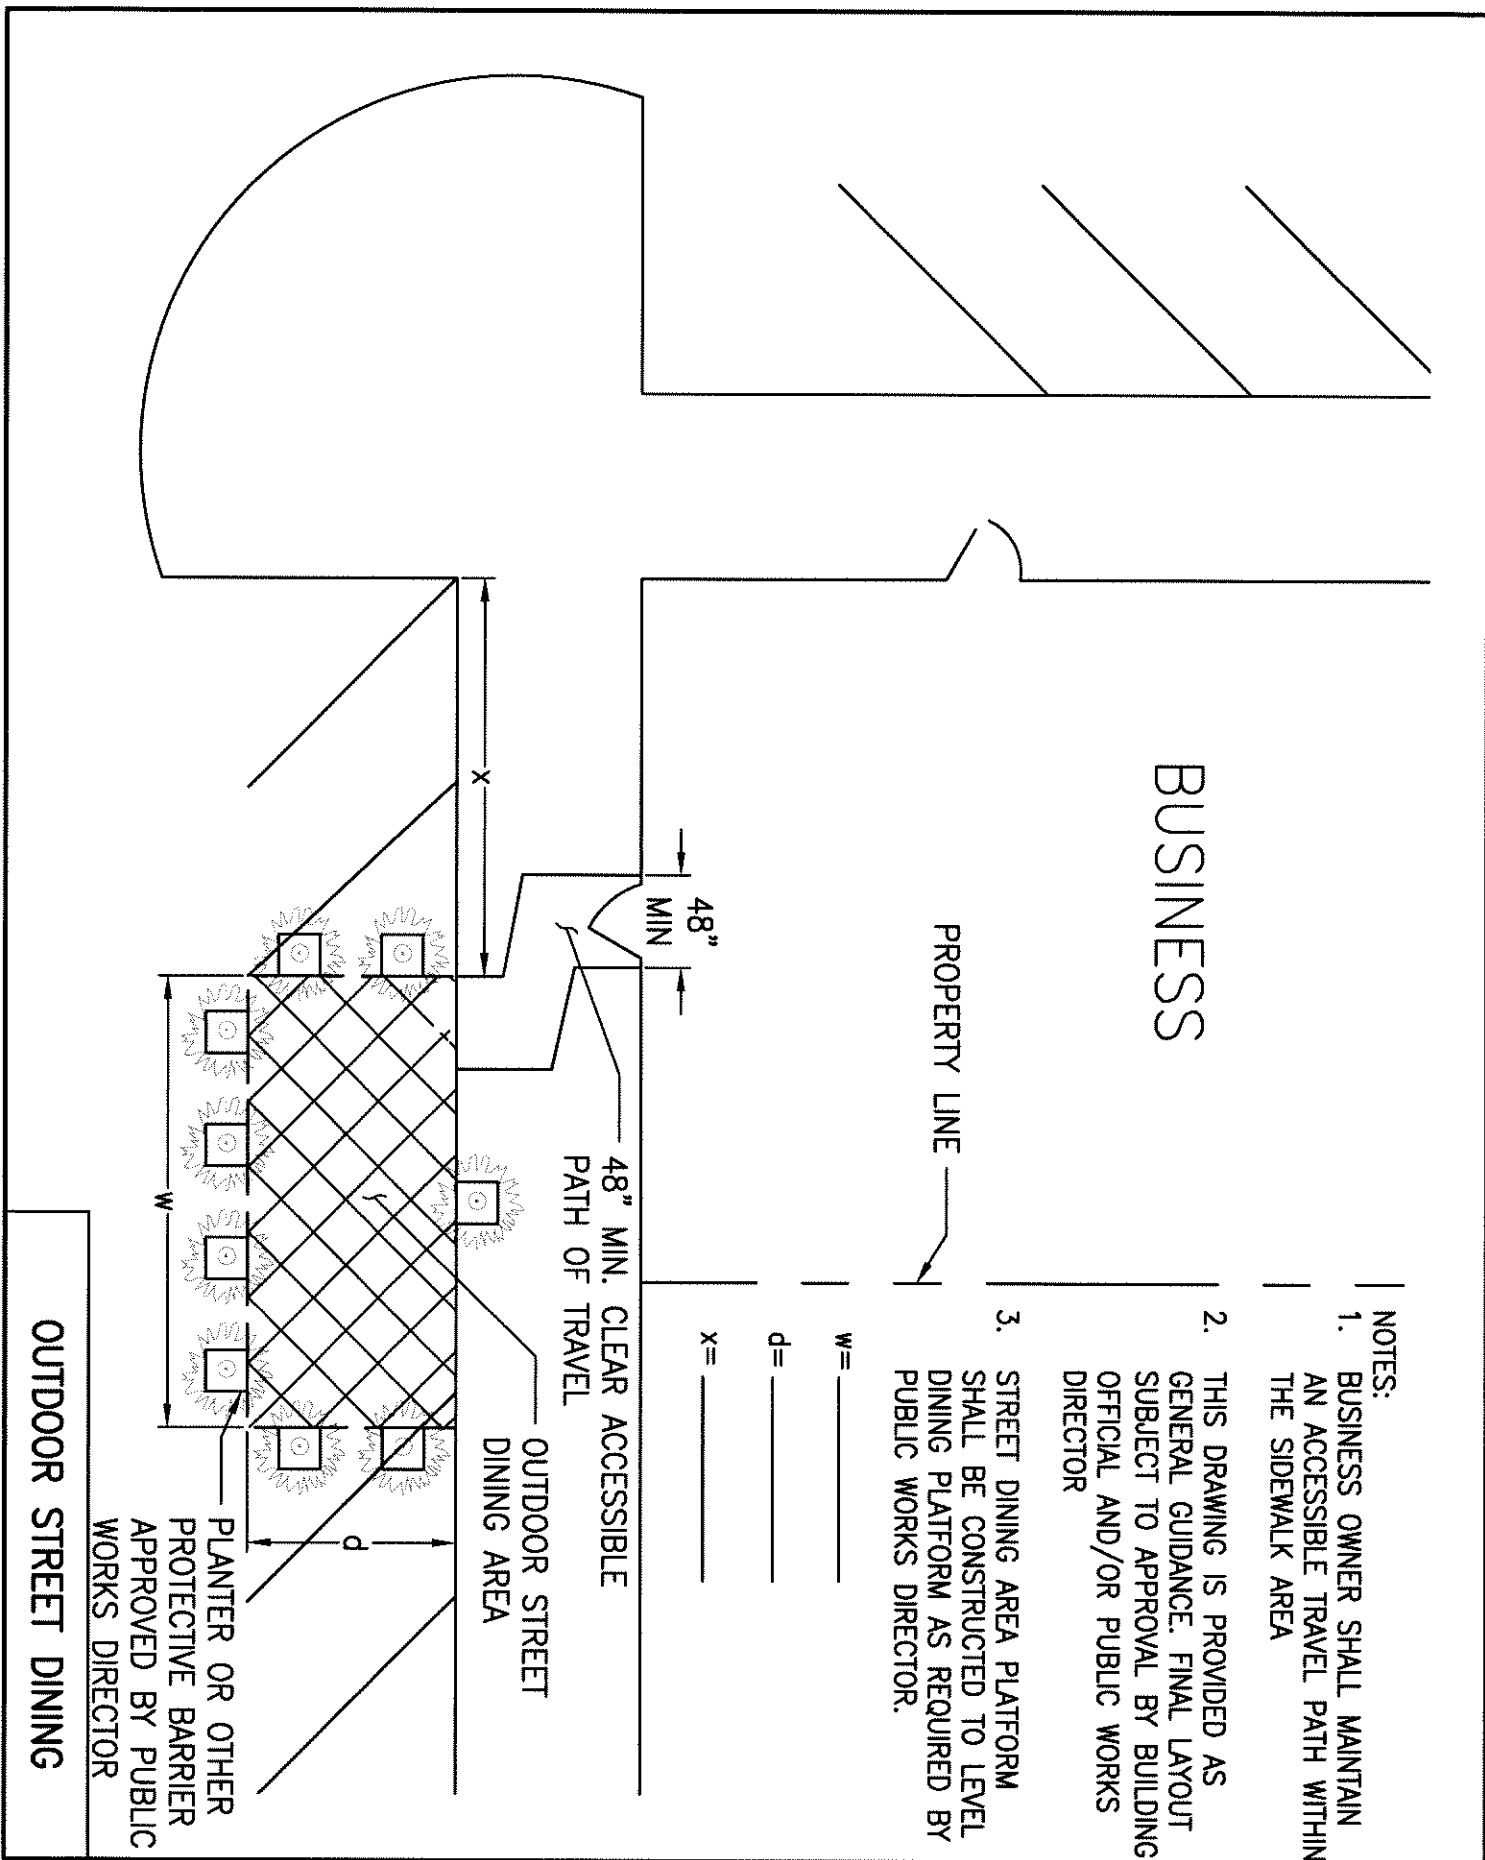 BUSINESS
PROPERTY LINE
48"
MIN
x
48" MIN. CLEAR ACCESSIBLE
PATH OF TRAVEL
OUTDOOR STREET
DINING AREA
w
d
PLANTER OR OTHER
PROTECTIVE BARRIER
APPROVED BY PUBLIC
WORKS DIRECTOR
NOTES:
1. BUSINESS OWNER SHALL MAINTAIN
AN ACCESSIBLE TRAVEL PATH WITHIN
THE SIDEWALK AREA
2. THIS DRAWING IS PROVIDED AS
GENERAL GUIDANCE. FINAL LAYOUT
SUBJECT TO APPROVAL BY BUILDING
OFFICIAL AND/OR PUBLIC WORKS
DIRECTOR
3. STREET DINING AREA PLATFORM
SHALL BE CONSTRUCTED TO LEVEL
DINING PLATFORM AS REQUIRED BY
PUBLIC WORKS DIRECTOR.
w=
d=
x=
OUTDOOR STREET DINING